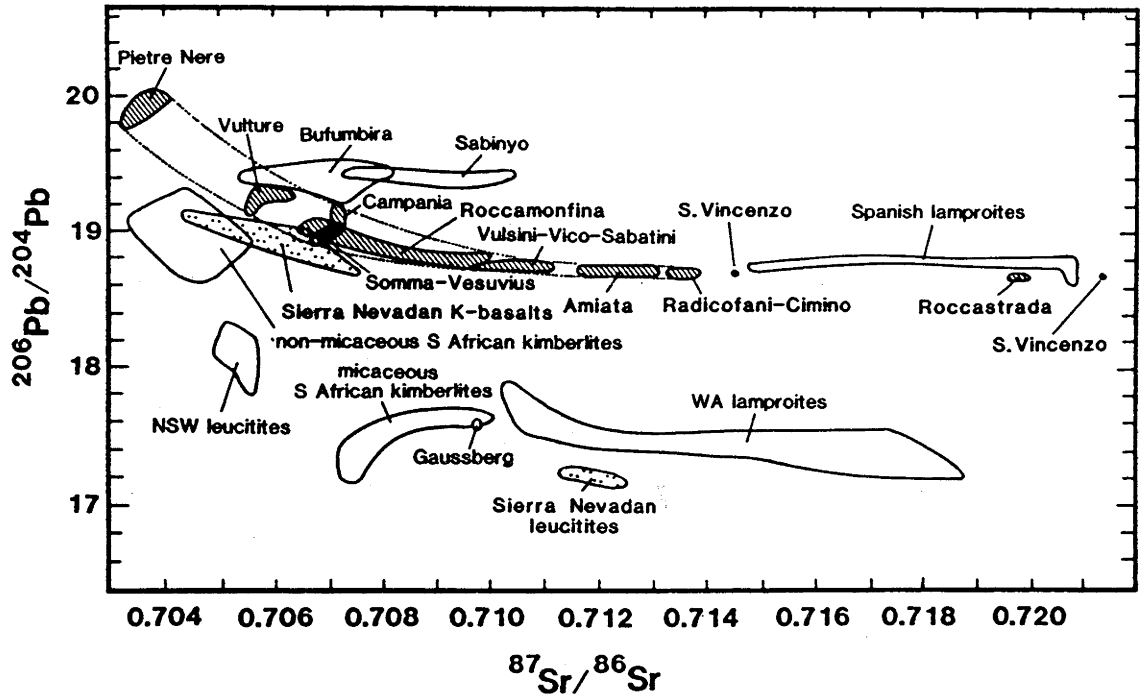 Pietre Nere
20
Vulture
Bufumbira
Sabinyo
Campania
Roccamonfina
S.Vincenzo
Spanish lamproites
19
Vulsini-Vico-Sabatini
Somma-Vesuvius
Amiata
Radicofani-Cimino
Roccastrada
Sierra Nevadan K-basalts
S.Vincenzo
non-micaceous S African kimberlites
18
micaceous
S African kimberlites
WA lamproites
NSW leucitites
Gaussberg
17
Sierra Nevadan
leucitites
206Pb/204Pb
0.704 0.706 0.708 0.710 0.712 0.714 0.716 0.718 0.720
87Sr/86Sr